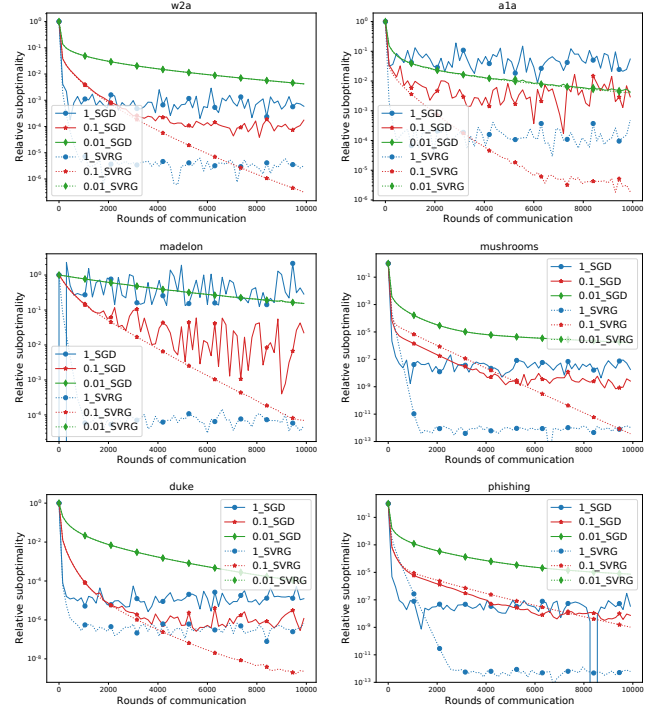 w2a
Relative suboptimality
10⁰
10⁻¹
10⁻²
10⁻³
10⁻⁴
10⁻⁵
10⁻⁶
1_SGD
0.1_SGD
0.01_SGD
1_SVRG
0.1_SVRG
0.01_SVRG
0 2000 4000 6000 8000 10000
Rounds of communication
a1a
Relative suboptimality
10⁰
10⁻¹
10⁻²
10⁻³
10⁻⁴
10⁻⁵
10⁻⁶
1_SGD
0.1_SGD
0.01_SGD
1_SVRG
0.1_SVRG
0.01_SVRG
0 2000 4000 6000 8000 10000
Rounds of communication
madelon
Relative suboptimality
10⁰
10⁻¹
10⁻²
10⁻³
10⁻⁴
1_SGD
0.1_SGD
0.01_SGD
1_SVRG
0.1_SVRG
0.01_SVRG
0 2000 4000 6000 8000 10000
Rounds of communication
mushrooms
Relative suboptimality
10⁻¹
10⁻³
10⁻⁵
10⁻⁷
10⁻⁹
10⁻¹¹
10⁻¹³
1_SGD
0.1_SGD
0.01_SGD
1_SVRG
0.1_SVRG
0.01_SVRG
0 2000 4000 6000 8000 10000
Rounds of communication
duke
Relative suboptimality
10⁰
10⁻²
10⁻⁴
10⁻⁶
10⁻⁸
1_SGD
0.1_SGD
0.01_SGD
1_SVRG
0.1_SVRG
0.01_SVRG
0 2000 4000 6000 8000 10000
Rounds of communication
phishing
Relative suboptimality
10⁻¹
10⁻³
10⁻⁵
10⁻⁷
10⁻⁹
10⁻¹¹
10⁻¹³
1_SGD
0.1_SGD
0.01_SGD
1_SVRG
0.1_SVRG
0.01_SVRG
0 2000 4000 6000 8000 10000
Rounds of communication